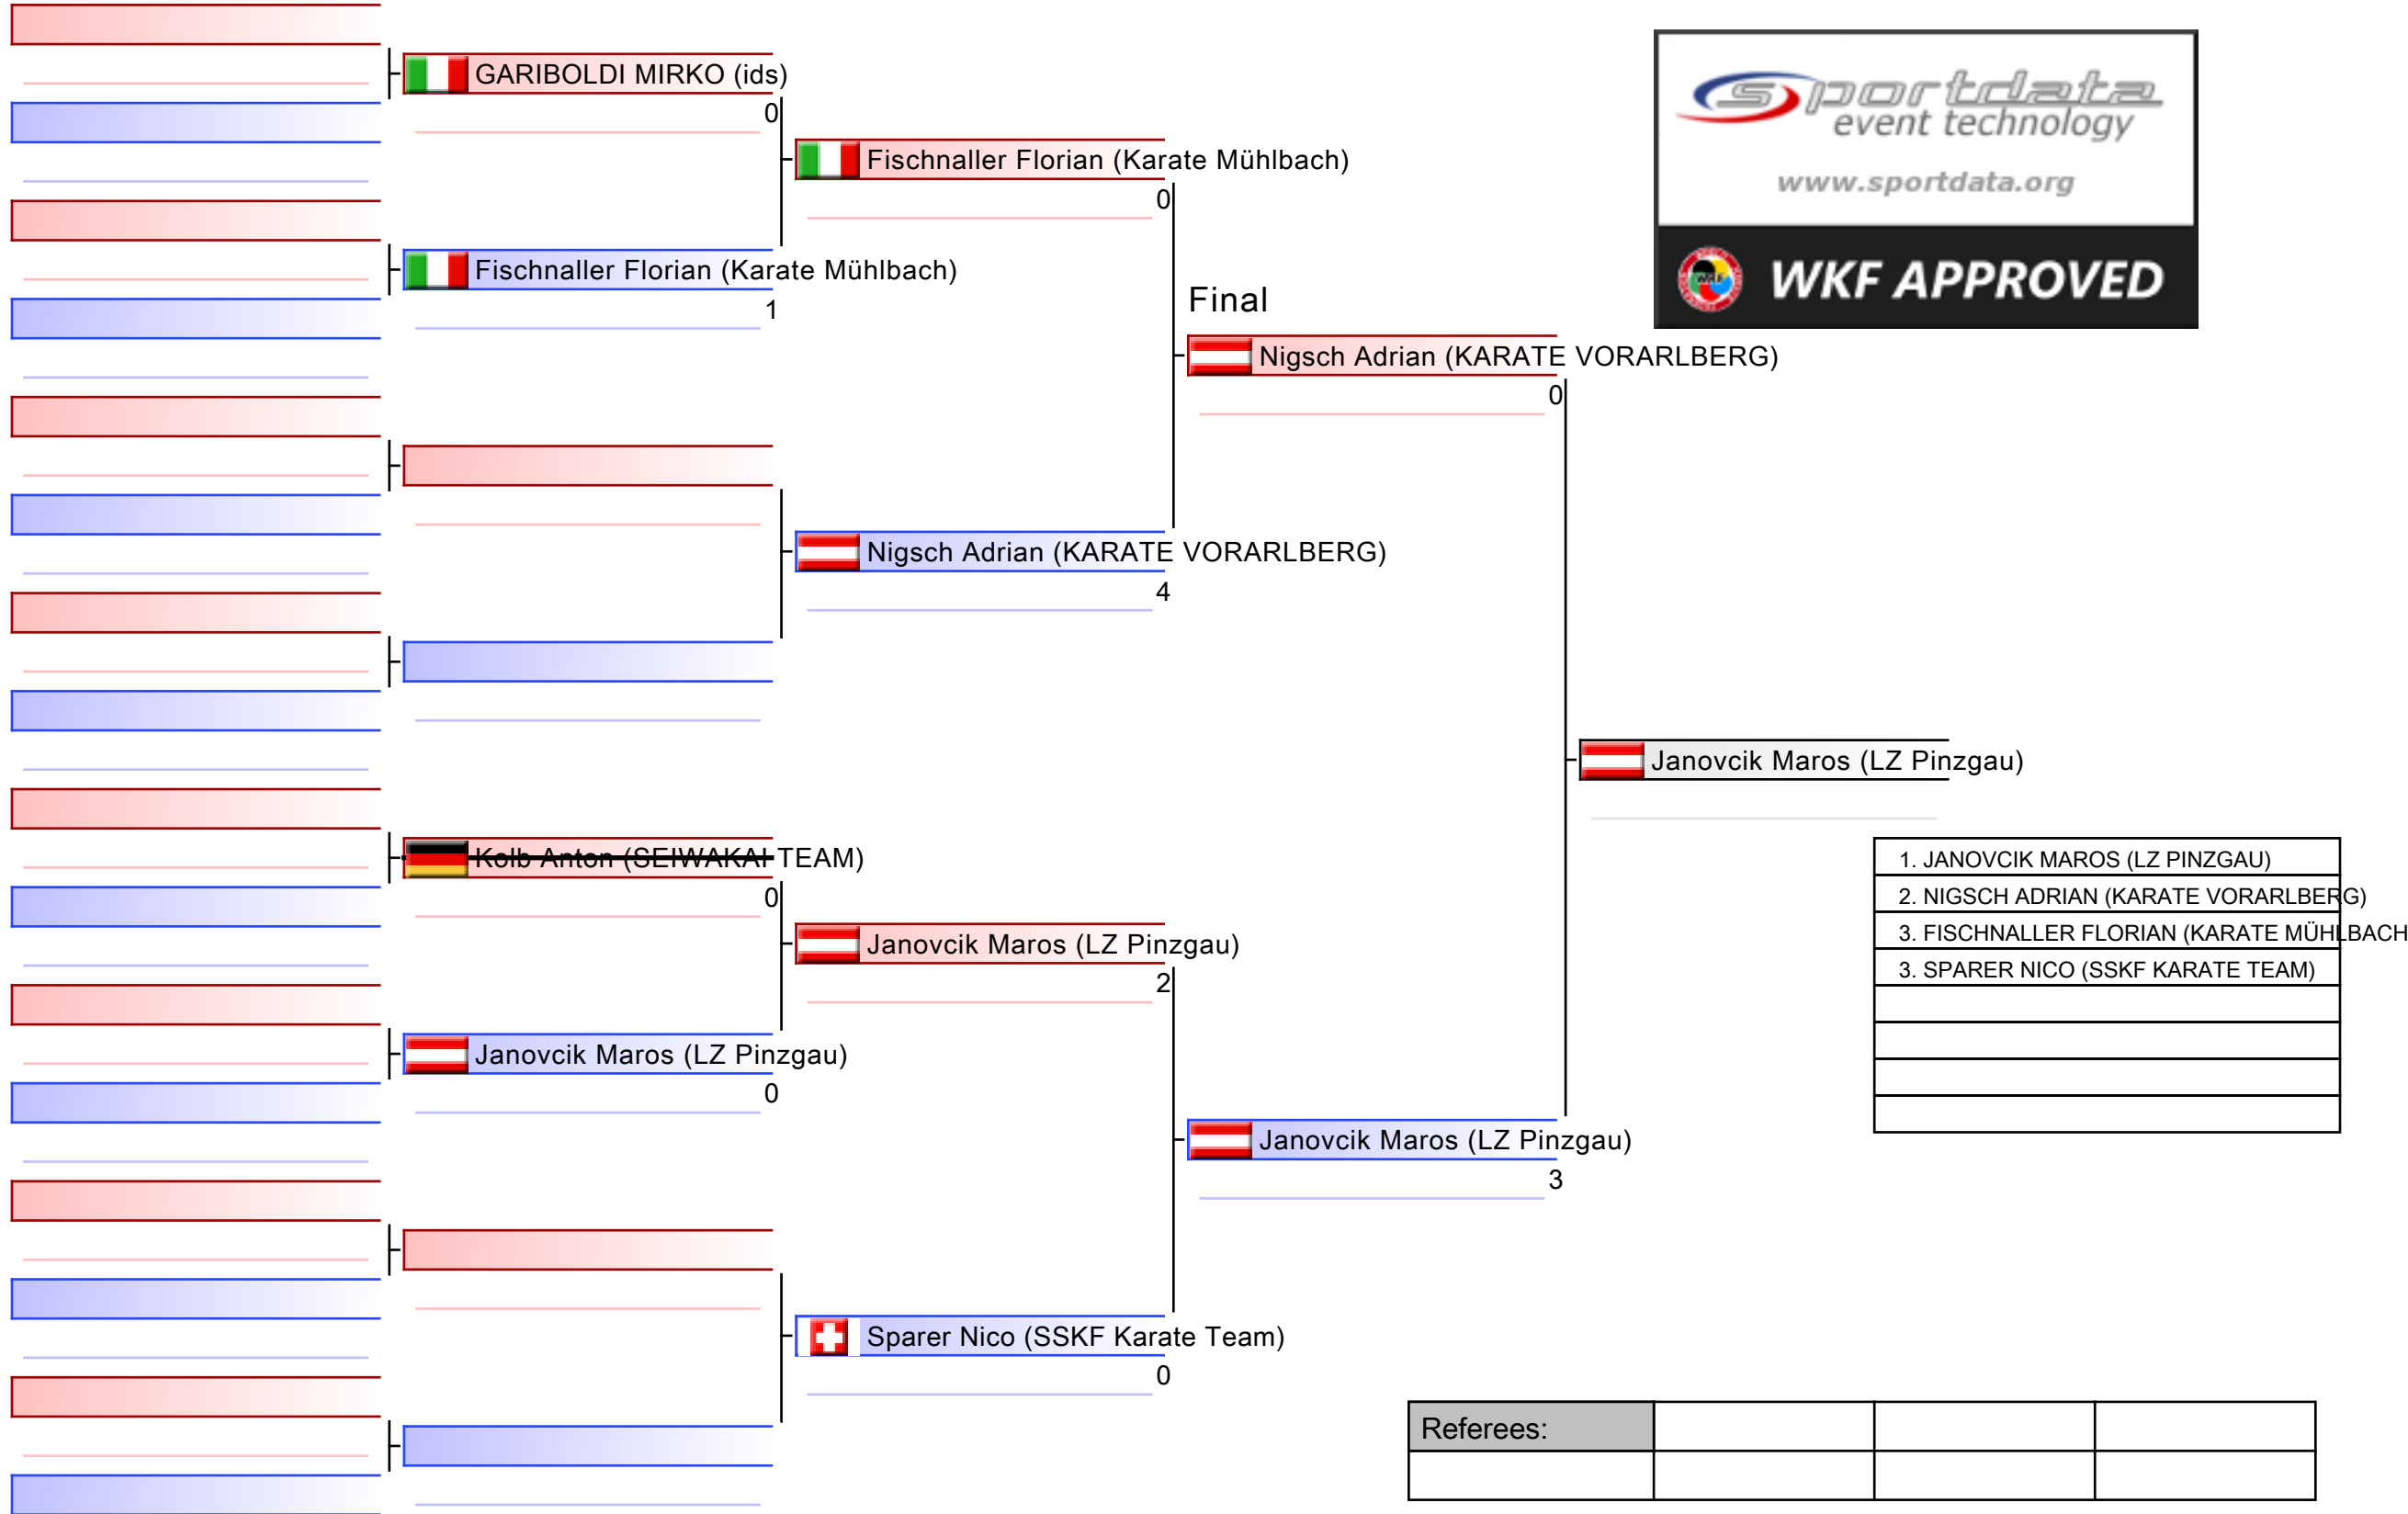 GARIBOLDI MIRKO (ids)
0
Fischnaller Florian (Karate Mühlbach)
0
Fischnaller Florian (Karate Mühlbach)
1
sportdata
event technology
www.sportdata.org
WKF
WKF APPROVED
Final
Nigsch Adrian (KARATE VORARLBERG)
0
Nigsch Adrian (KARATE VORARLBERG)
4
Janovcik Maros (LZ Pinzgau)
Kolb Anton (SEIWAKAI TEAM)
0
Janovcik Maros (LZ Pinzgau)
2
Janovcik Maros (LZ Pinzgau)
0
1. JANOVCIK MAROS (LZ PINZGAU)
2. NIGSCH ADRIAN (KARATE VORARLBERG)
3. FISCHNALLER FLORIAN (KARATE MÜHLBACH
3. SPARER NICO (SSKF KARATE TEAM)
Janovcik Maros (LZ Pinzgau)
3
Sparer Nico (SSKF Karate Team)
0
Referees: